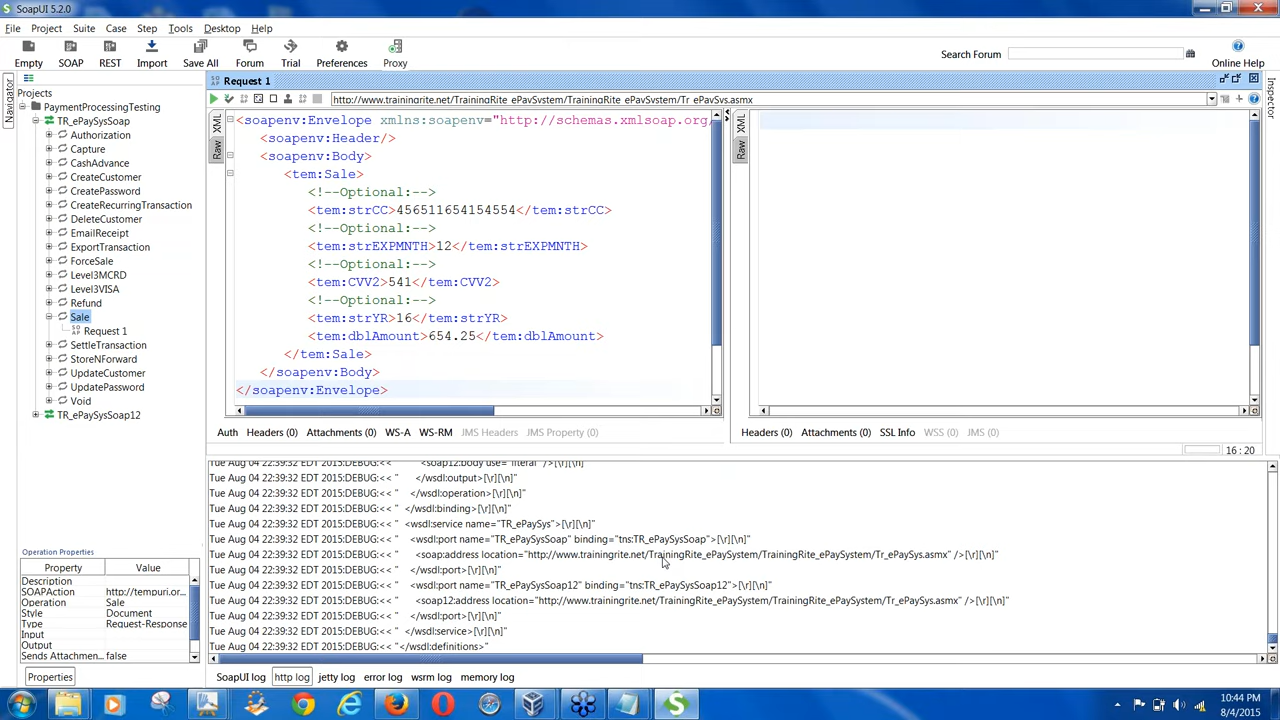 SoapUI 5.2.0
File Project Suite Case Step Tools Desktop Help
Empty SOAP REST Import Save All Forum Trial Preferences Proxy
Search Forum
Online Help
Navigator
Projects
PaymentProcessingTesting
TR_ePaySysSoap
Authorization
Capture
CashAdvance
CreateCustomer
CreatePassword
CreateRecurringTransaction
DeleteCustomer
EmailReceipt
ExportTransaction
ForceSale
Level3MCRD
Level3VISA
Refund
Sale
Request 1
SettleTransaction
StoreNForward
UpdateCustomer
UpdatePassword
Void
TR_ePaySysSoap12
Operation Properties
Property Value
Description
SOAPAction http://tempuri.or...
Operation Sale
Style Document
Type Request-Response
Input
Output
Sends Attachmen... false
Properties
Request 1
http://www.trainingrite.net/TrainingRite_ePaySystem/TrainingRite_ePaySystem/Tr_ePaySys.asmx
XML
Raw
<soapenv:Envelope xmlns:soapenv="http://schemas.xmlsoap.org/
<soapenv:Header/>
<soapenv:Body>
<tem:Sale>
<!--Optional:-->
<tem:strCC>456511654154554</tem:strCC>
<!--Optional:-->
<tem:strEXPMNTH>12</tem:strEXPMNTH>
<!--Optional:-->
<tem:CVV2>541</tem:CVV2>
<!--Optional:-->
<tem:strYR>16</tem:strYR>
<tem:dblAmount>654.25</tem:dblAmount>
</tem:Sale>
</soapenv:Body>
</soapenv:Envelope>
Auth Headers (0) Attachments (0) WS-A WS-RM JMS Headers JMS Property (0)
XML
Raw
Headers (0) Attachments (0) SSL Info WSS (0) JMS (0)
16 : 20
Inspector
Tue Aug 04 22:39:32 EDT 2015:DEBUG:<< " <soap12:body use="literal" />[\r][\n]"
Tue Aug 04 22:39:32 EDT 2015:DEBUG:<< " </wsdl:output>[\r][\n]"
Tue Aug 04 22:39:32 EDT 2015:DEBUG:<< " </wsdl:operation>[\r][\n]"
Tue Aug 04 22:39:32 EDT 2015:DEBUG:<< " </wsdl:binding>[\r][\n]"
Tue Aug 04 22:39:32 EDT 2015:DEBUG:<< " <wsdl:service name="TR_ePaySys">[\r][\n]"
Tue Aug 04 22:39:32 EDT 2015:DEBUG:<< " <wsdl:port name="TR_ePaySysSoap" binding="tns:TR_ePaySysSoap">[\r][\n]"
Tue Aug 04 22:39:32 EDT 2015:DEBUG:<< " <soap:address location="http://www.trainingrite.net/TrainingRite_ePaySystem/TrainingRite_ePaySystem/Tr_ePaySys.asmx" />[\r][\n]"
Tue Aug 04 22:39:32 EDT 2015:DEBUG:<< " </wsdl:port>[\r][\n]"
Tue Aug 04 22:39:32 EDT 2015:DEBUG:<< " <wsdl:port name="TR_ePaySysSoap12" binding="tns:TR_ePaySysSoap12">[\r][\n]"
Tue Aug 04 22:39:32 EDT 2015:DEBUG:<< " <soap12:address location="http://www.trainingrite.net/TrainingRite_ePaySystem/TrainingRite_ePaySystem/Tr_ePaySys.asmx" />[\r][\n]"
Tue Aug 04 22:39:32 EDT 2015:DEBUG:<< " </wsdl:port>[\r][\n]"
Tue Aug 04 22:39:32 EDT 2015:DEBUG:<< " </wsdl:service>[\r][\n]"
Tue Aug 04 22:39:32 EDT 2015:DEBUG:<< "</wsdl:definitions>"
SoapUI log http log jetty log error log wsrm log memory log
10:44 PM
8/4/2015